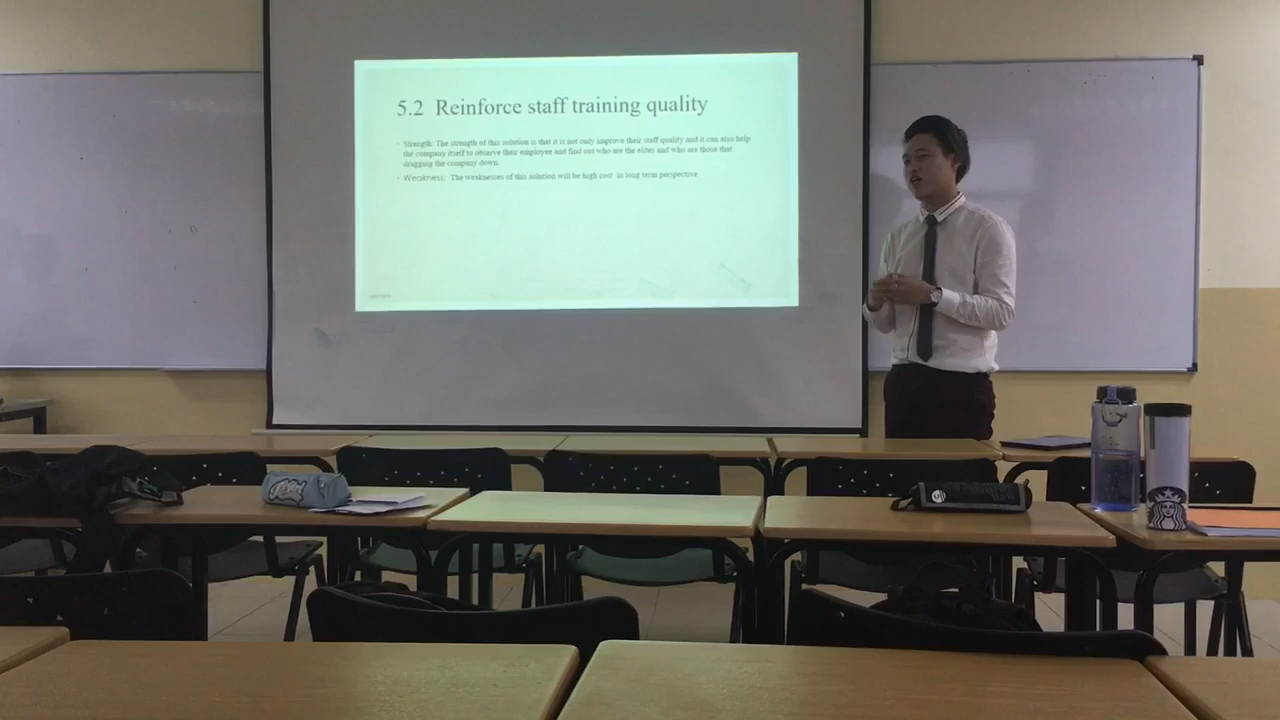 5.2 Reinforce staff training quality
• Strength: The strength of this solution is that it is not only improve their staff quality and it can also help
the company itself to observe their employee and find out who are the elites and who are those that
dragging the company down.
• Weakness: The weaknesses of this solution will be high cost in long term perspective